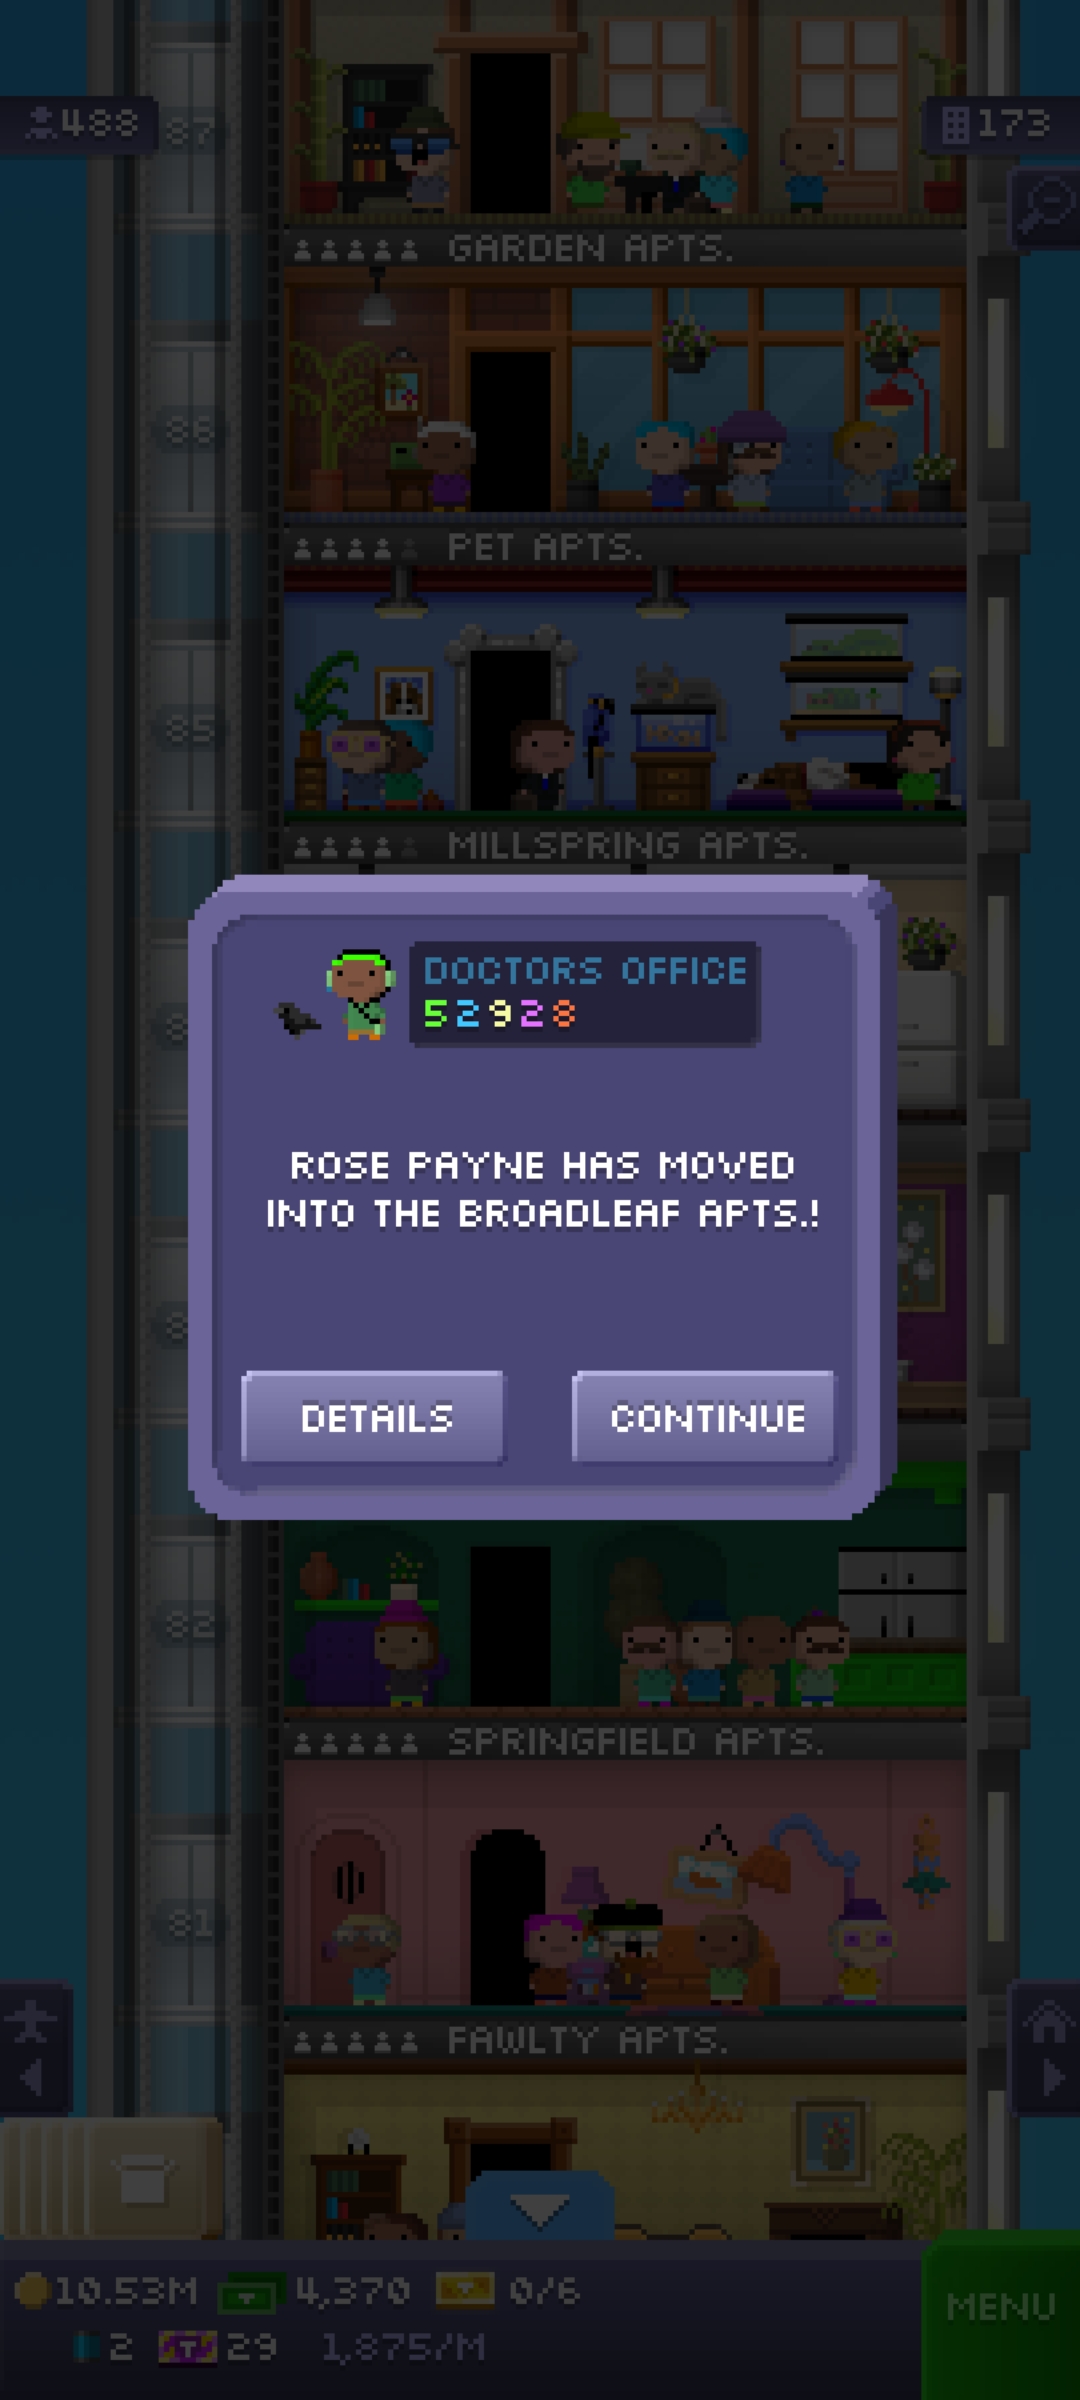 488
87
173
GARDEN APTS.
86
PET APTS.
85
MILLSPRING APTS.
DOCTORS OFFICE
52928
ROSE PAYNE HAS MOVED
INTO THE BROADLEAF APTS.!
DETAILS
CONTINUE
82
SPRINGFIELD APTS.
81
FAWLTY APTS.
10.53M
4,370
0/6
MENU
2
29
1,875/M